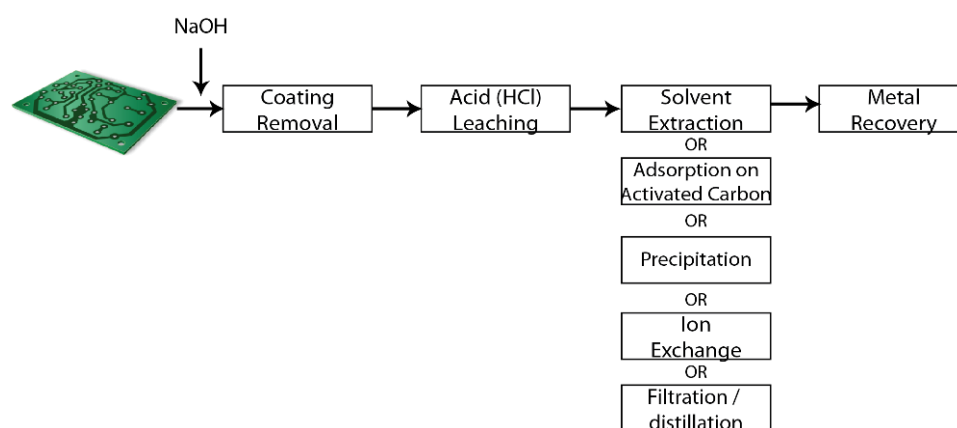 NaOH
Coating
Removal
Acid (HCl)
Leaching
Solvent
Extraction
Metal
Recovery
OR
Adsorption on
Activated Carbon
OR
Precipitation
OR
Ion
Exchange
OR
Filtration /
distillation